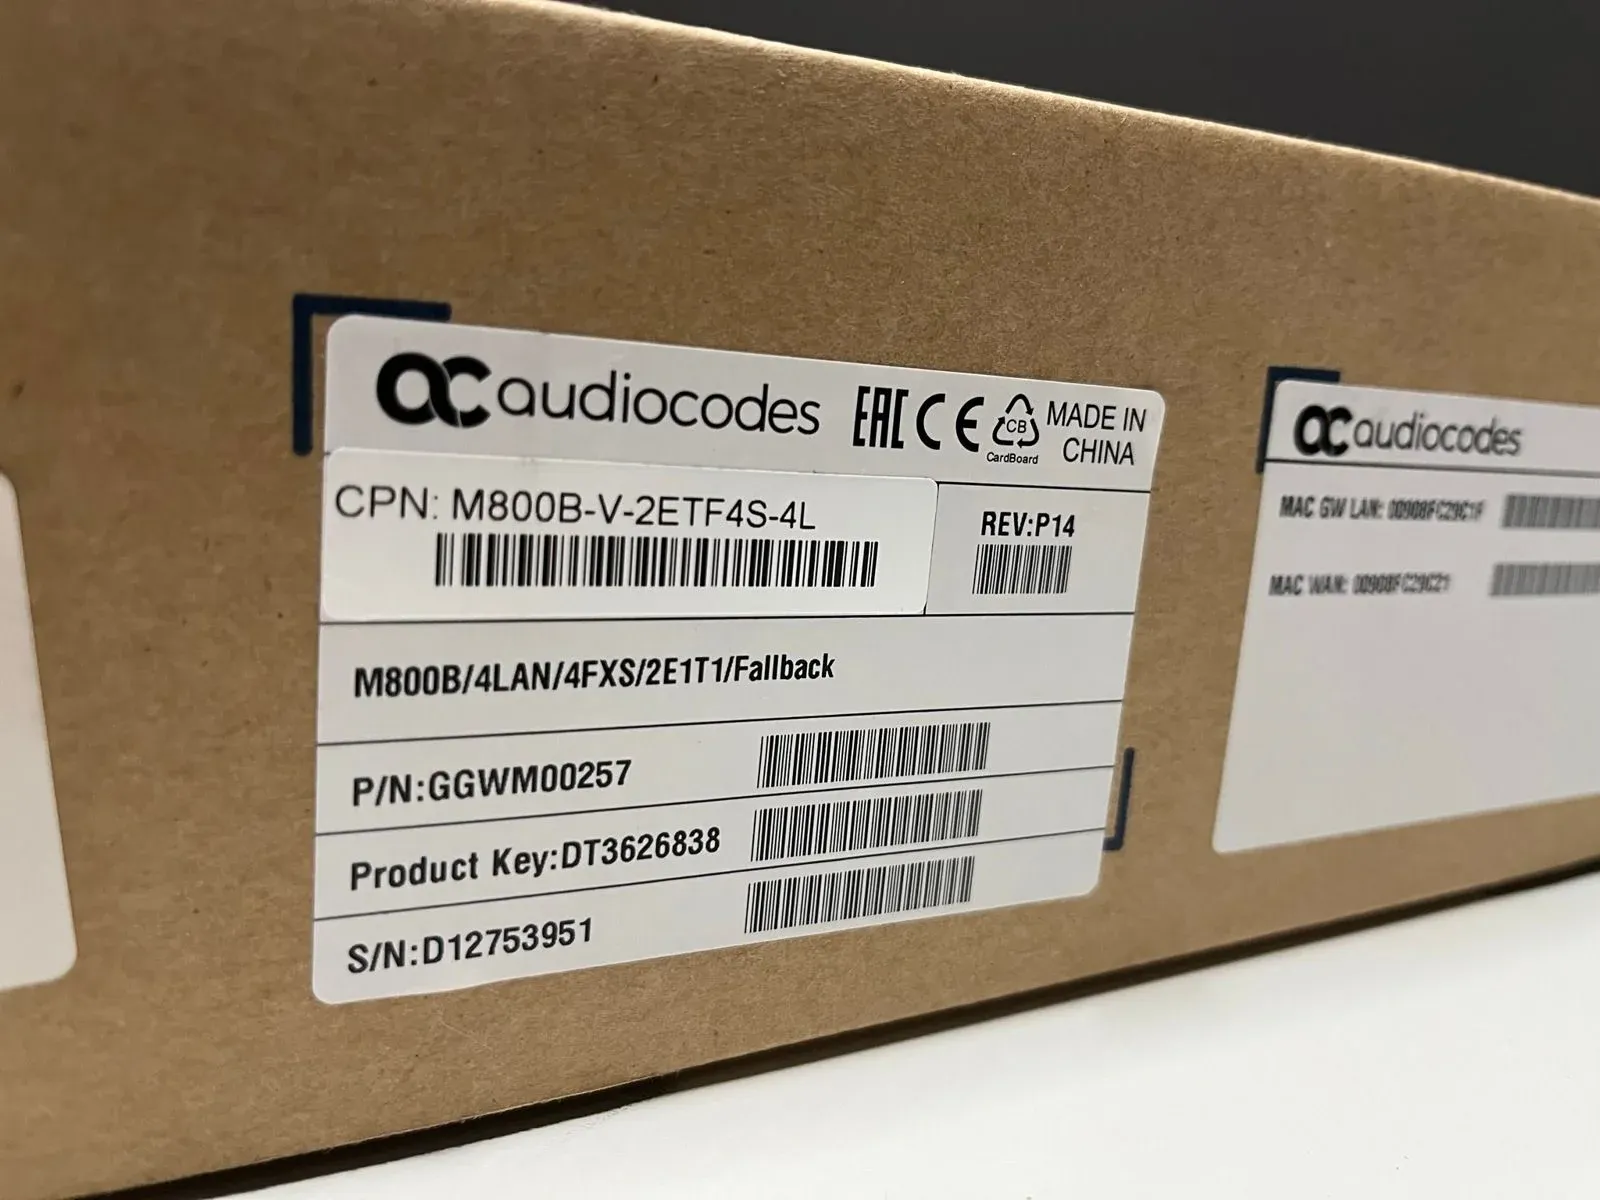 audiocodes
EAC CE CB CardBoard MADE IN CHINA
CPN: M800B-V-2ETF4S-4L
REV:P14
M800B/4LAN/4FXS/2E1T1/Fallback
P/N:GGWM00257
Product Key:DT3626838
S/N:D12753951
audiocodes
MAC GW LAN: 00908FC29C1F
MAC WAN: 00908FC29C21